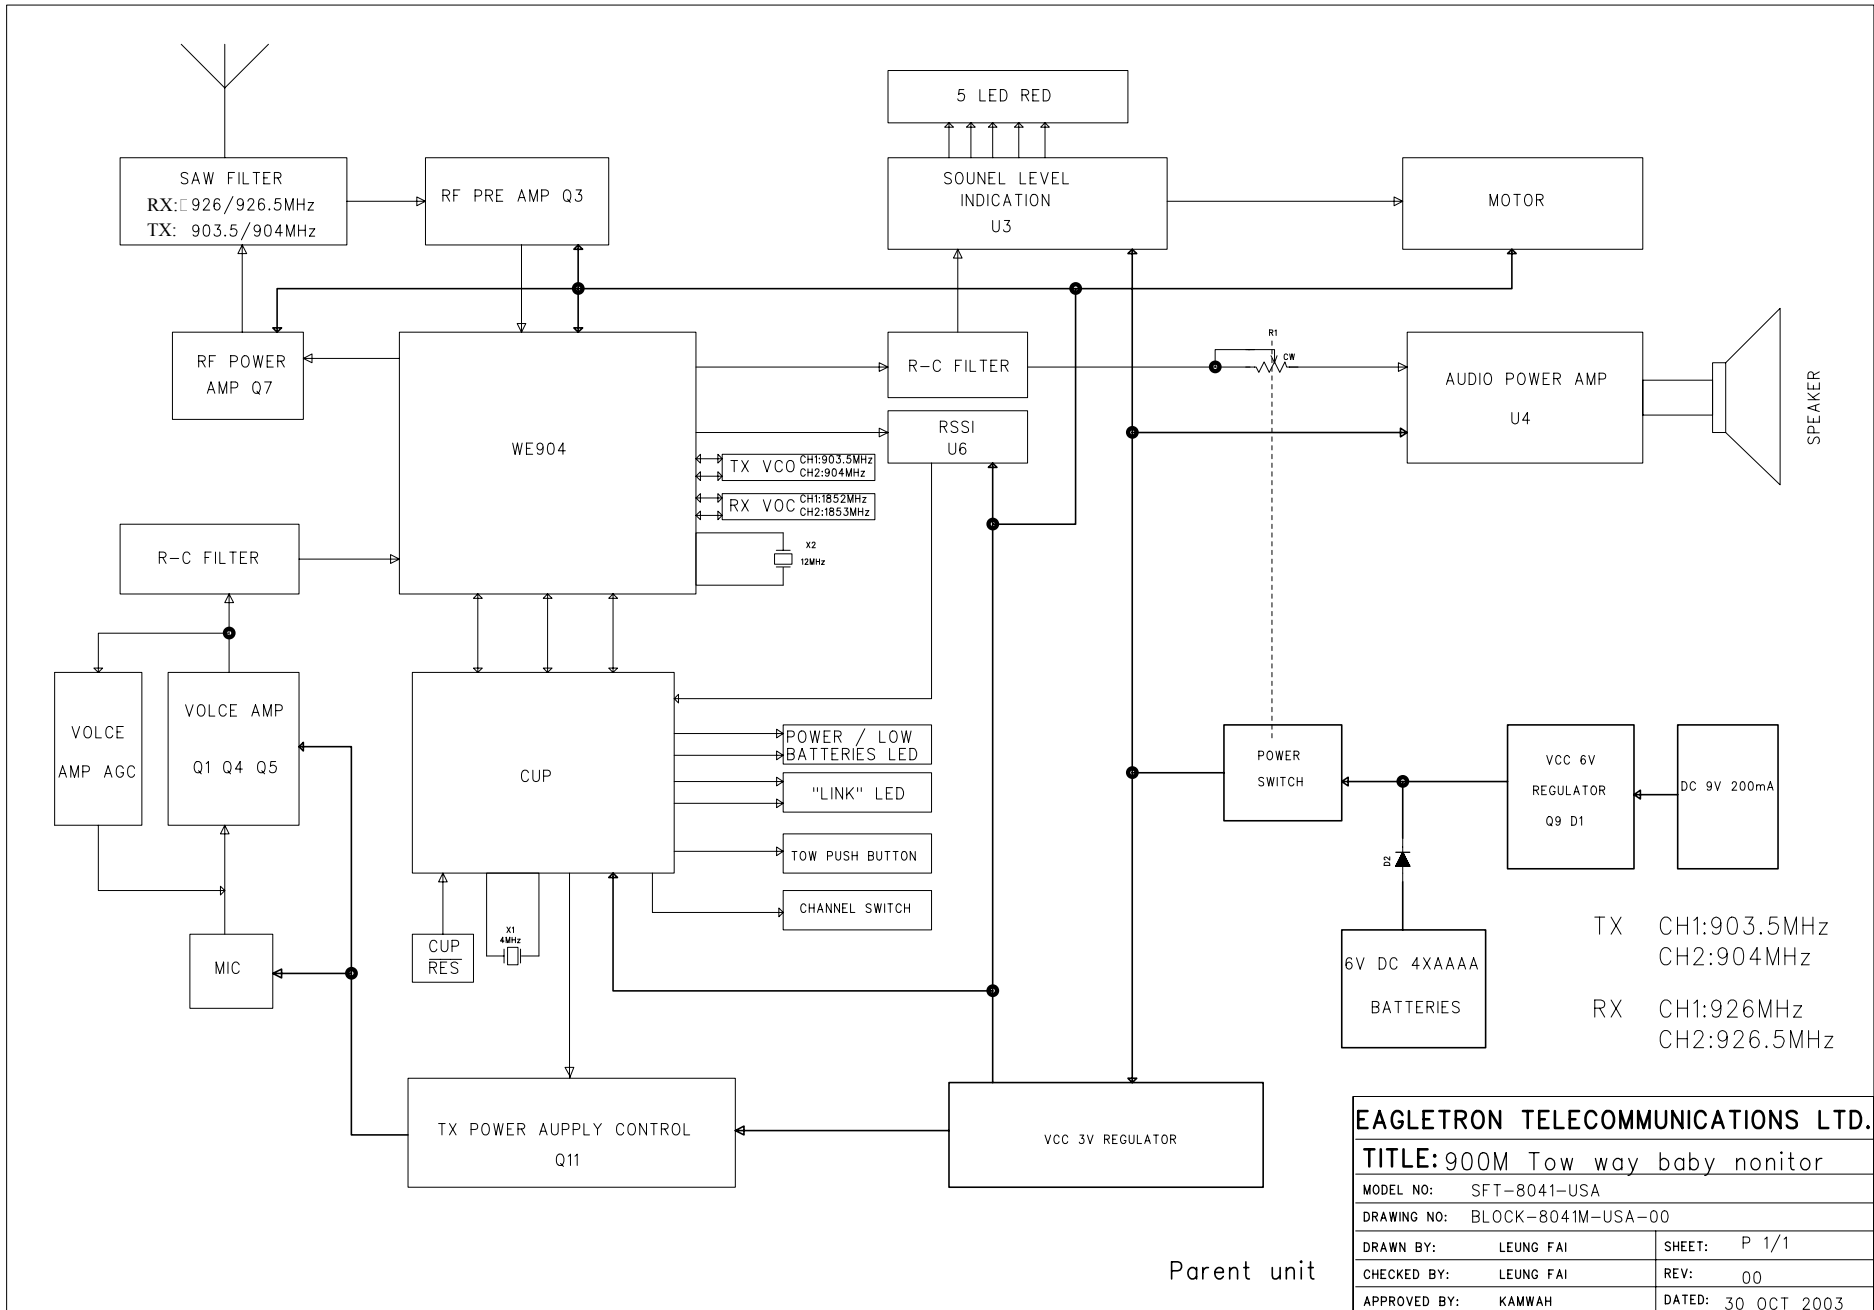 5 LED RED
SAW FILTER
RX: 926/926.5MHz
TX: 903.5/904MHz
RF PRE AMP Q3
SOUNEL LEVEL
INDICATION
U3
MOTOR
RF POWER
AMP Q7
WE904
R-C FILTER
R1
CW
AUDIO POWER AMP
U4
SPEAKER
RSSI
U6
TX VCO CH1:903.5MHz
CH2:904MHz
RX VOC CH1:1852MHz
CH2:1853MHz
X2
12MHz
R-C FILTER
VOLCE
AMP AGC
VOLCE AMP
Q1 Q4 Q5
CUP
POWER / LOW
BATTERIES LED
"LINK" LED
TOW PUSH BUTTON
CHANNEL SWITCH
POWER
SWITCH
VCC 6V
REGULATOR
Q9 D1
DC 9V 200mA
D2
MIC
CUP
RES
X1
4MHz
6V DC 4XAAAA
BATTERIES
TX CH1:903.5MHz
CH2:904MHz
RX CH1:926MHz
CH2:926.5MHz
TX POWER AUPPLY CONTROL
Q11
VCC 3V REGULATOR
Parent unit
EAGLETRON TELECOMMUNICATIONS LTD.
TITLE: 900M Tow way baby nonitor
MODEL NO: SFT-8041-USA
DRAWING NO: BLOCK-8041M-USA-00
DRAWN BY: LEUNG FAI SHEET: P 1/1
CHECKED BY: LEUNG FAI REV: 00
APPROVED BY: KAMWAH DATED: 30 OCT 2003